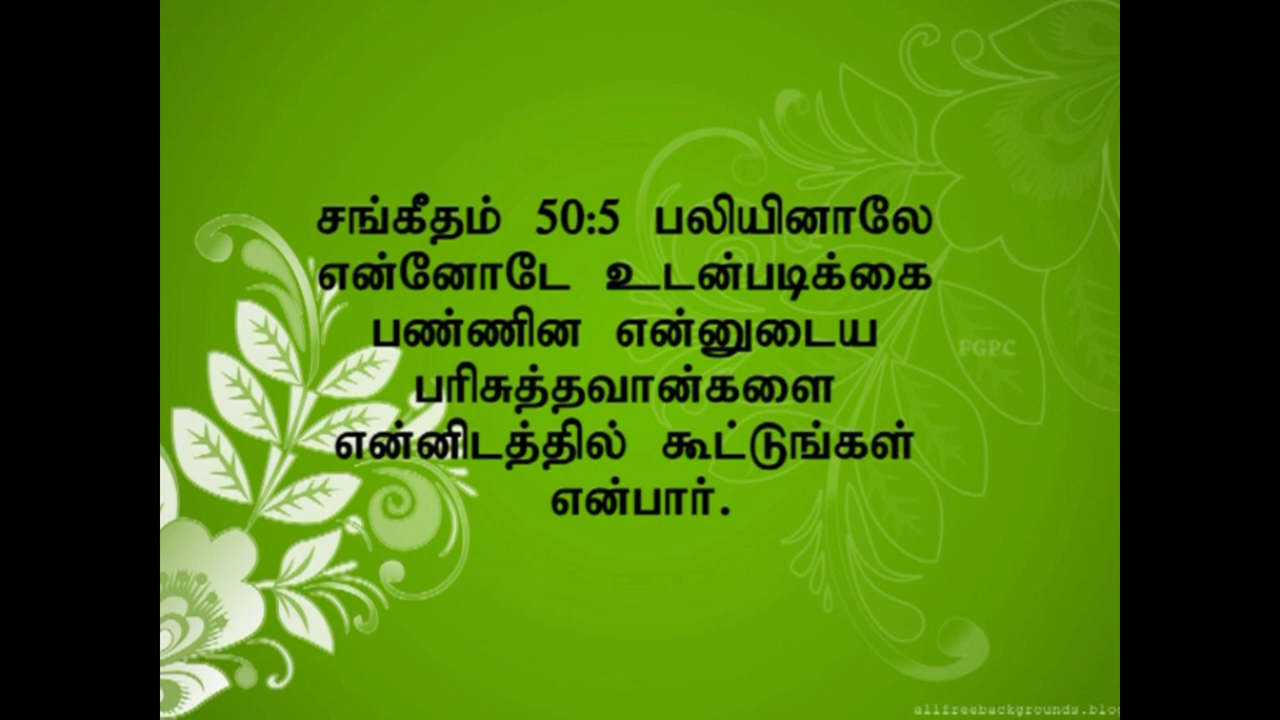 சங்கீதம் 50:5 பலியினாலே
என்னோடே உடன்படிக்கை
பண்ணின என்னுடைய
பரிசுத்தவான்களை
என்னிடத்தில் கூட்டுங்கள்
என்பார்.
FGPC
allfreebackgrounds.blog